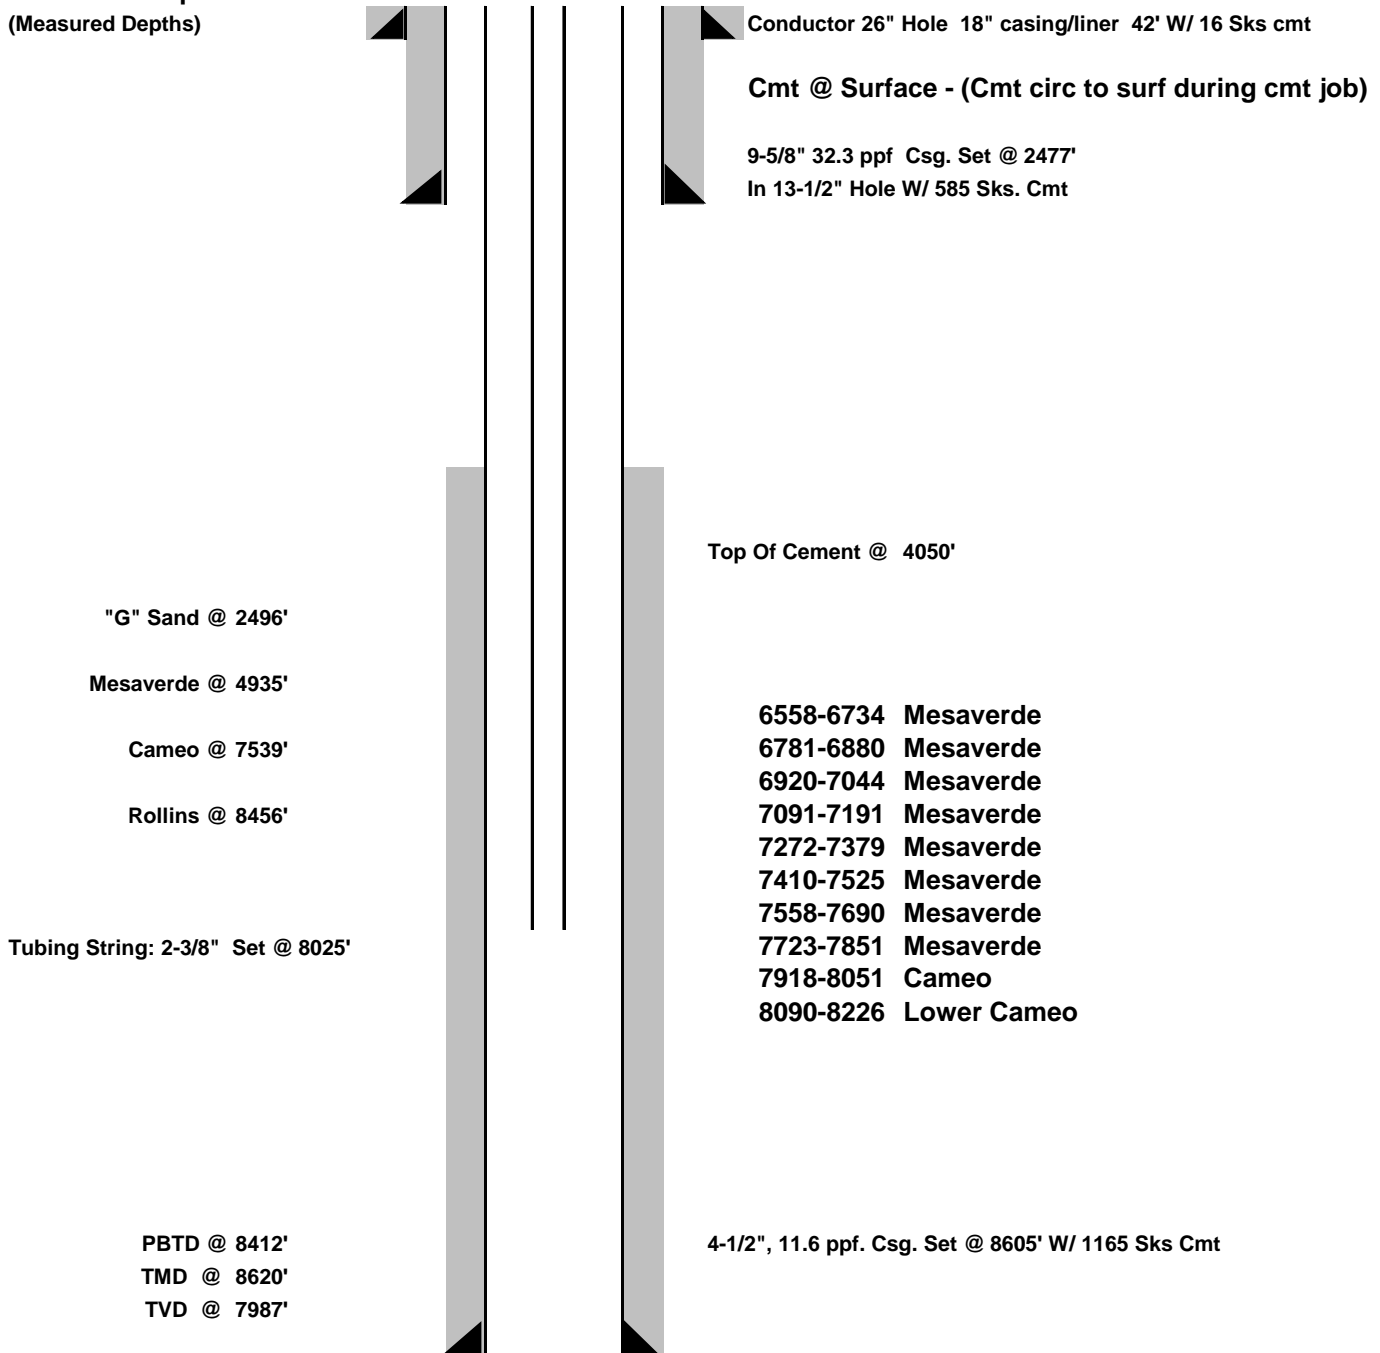 (Measured Depths)
Conductor 26" Hole 18" casing/liner 42' W/ 16 Sks cmt
Cmt @ Surface - (Cmt circ to surf during cmt job)
9-5/8" 32.3 ppf Csg. Set @ 2477'
In 13-1/2" Hole W/ 585 Sks. Cmt
Top Of Cement @ 4050'
"G" Sand @ 2496'
Mesaverde @ 4935'
Cameo @ 7539'
Rollins @ 8456'
6558-6734 Mesaverde
6781-6880 Mesaverde
6920-7044 Mesaverde
7091-7191 Mesaverde
7272-7379 Mesaverde
7410-7525 Mesaverde
7558-7690 Mesaverde
7723-7851 Mesaverde
7918-8051 Cameo
8090-8226 Lower Cameo
Tubing String: 2-3/8" Set @ 8025'
PBTD @ 8412'
TMD @ 8620'
TVD @ 7987'
4-1/2", 11.6 ppf. Csg. Set @ 8605' W/ 1165 Sks Cmt